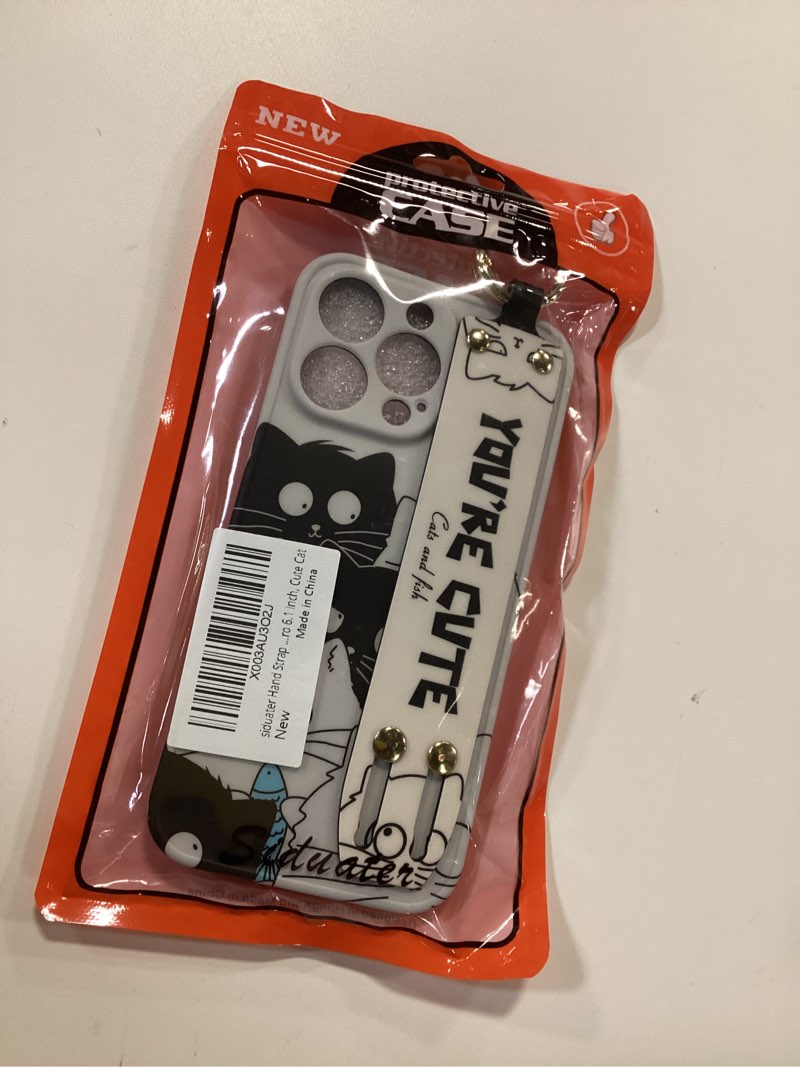 NEW
protective
CASE
YOU'RE CUTE
Cats and fish
X003AU3O2J
siduater Hand Strap ...ro 6.1 Inch, Cute Cat
New
Made in China
Siduater